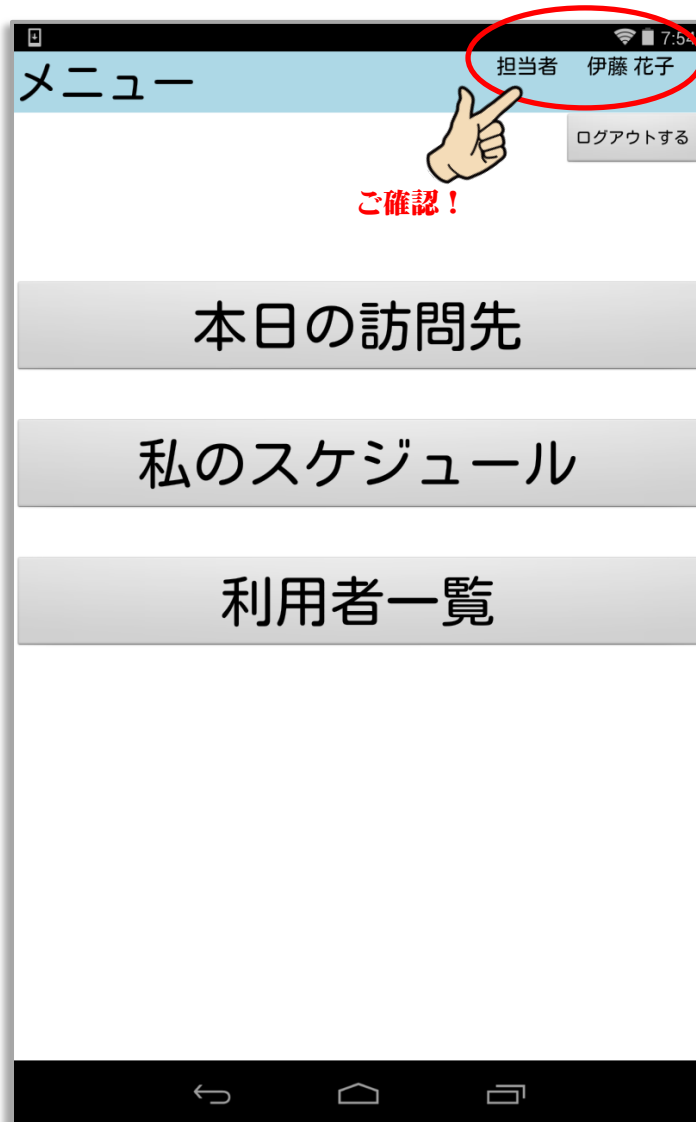 7:54
メニュー
担当者 伊藤 花子
ログアウトする
ご確認！
本日の訪問先
私のスケジュール
利用者一覧